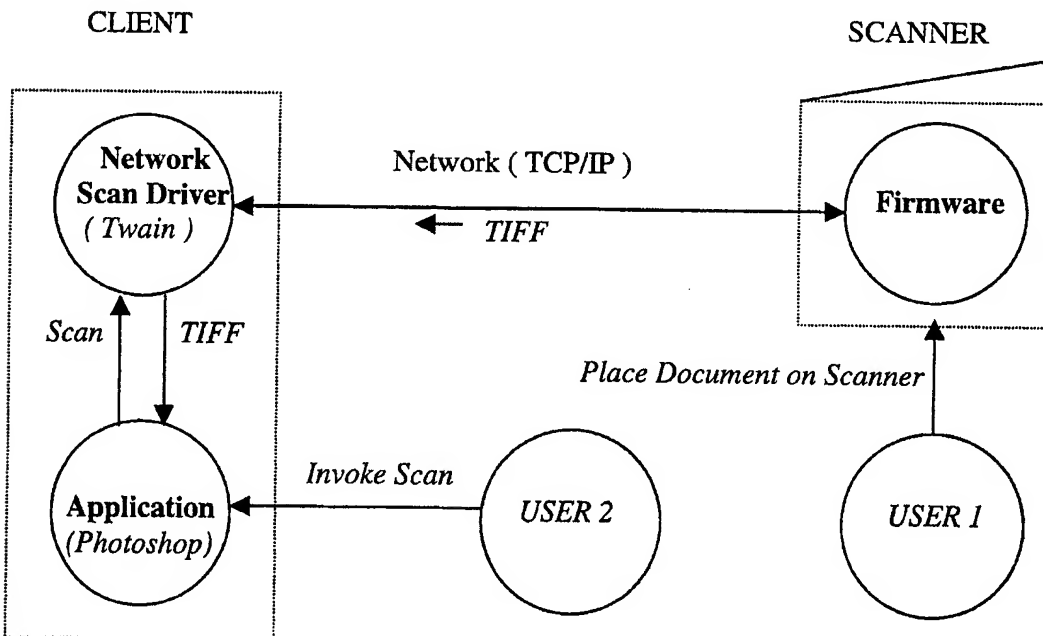 CLIENT
SCANNER
Network
Scan Driver
( Twain )
Network ( TCP/IP )
TIFF
Firmware
Scan
TIFF
Place Document on Scanner
Invoke Scan
Application
(Photoshop)
USER 2
USER 1